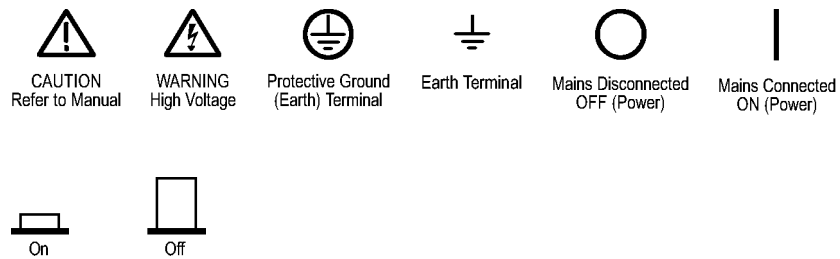 CAUTION
Refer to Manual
WARNING
High Voltage
Protective Ground
(Earth) Terminal
Earth Terminal
Mains Disconnected
OFF (Power)
Mains Connected
ON (Power)
On
Off